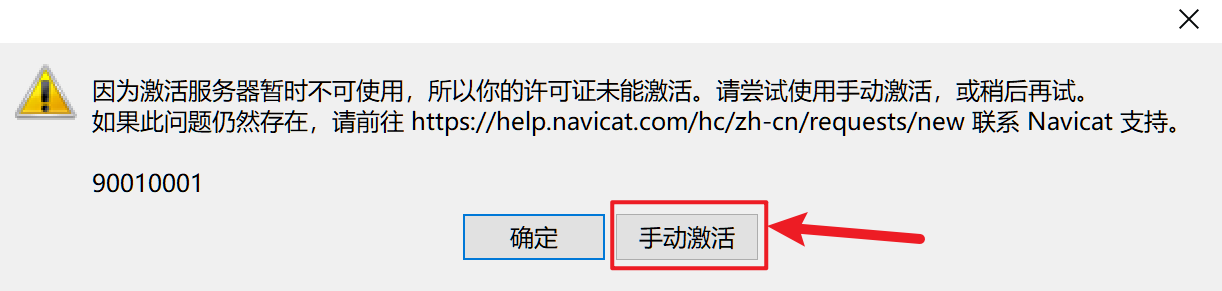 因为激活服务器暂时不可使用，所以你的许可证未能激活。请尝试使用手动激活，或稍后再试。
如果此问题仍然存在，请前往 https://help.navicat.com/hc/zh-cn/requests/new 联系 Navicat 支持。
90010001
确定
手动激活